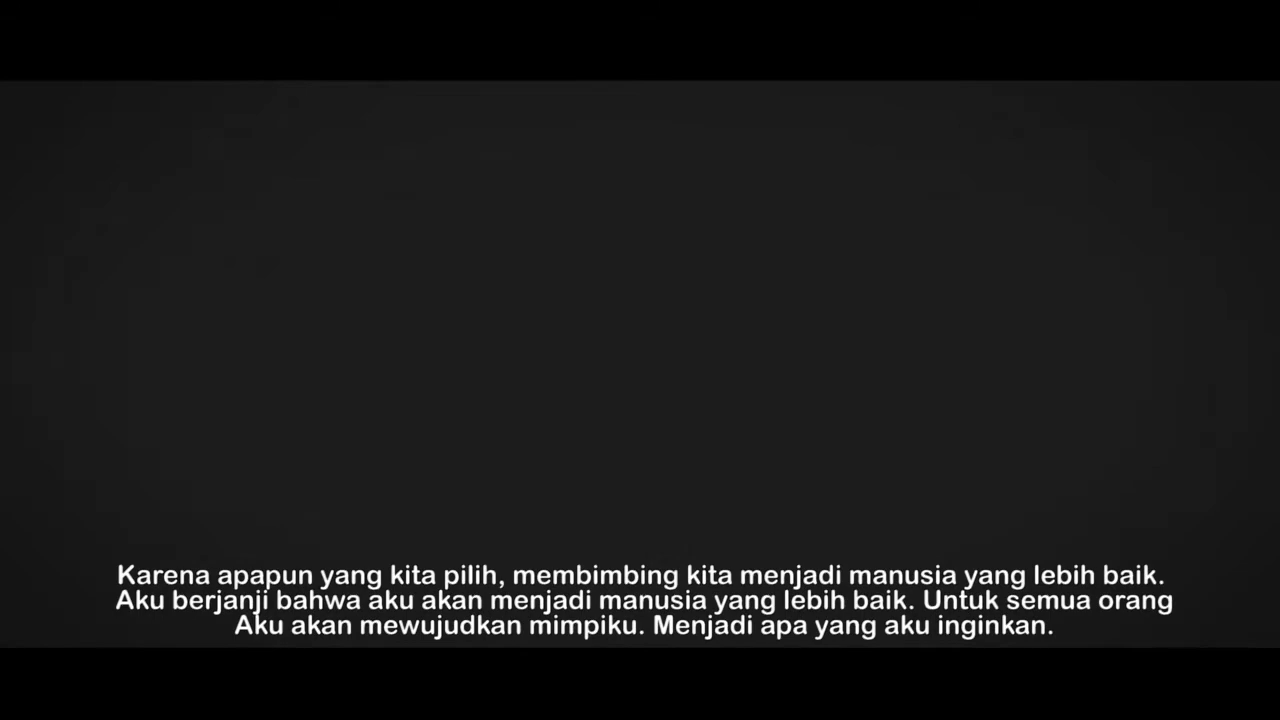 Karena apapun yang kita pilih, membimbing kita menjadi manusia yang lebih baik.
Aku berjanji bahwa aku akan menjadi manusia yang lebih baik. Untuk semua orang
Aku akan mewujudkan mimpiku. Menjadi apa yang aku inginkan.